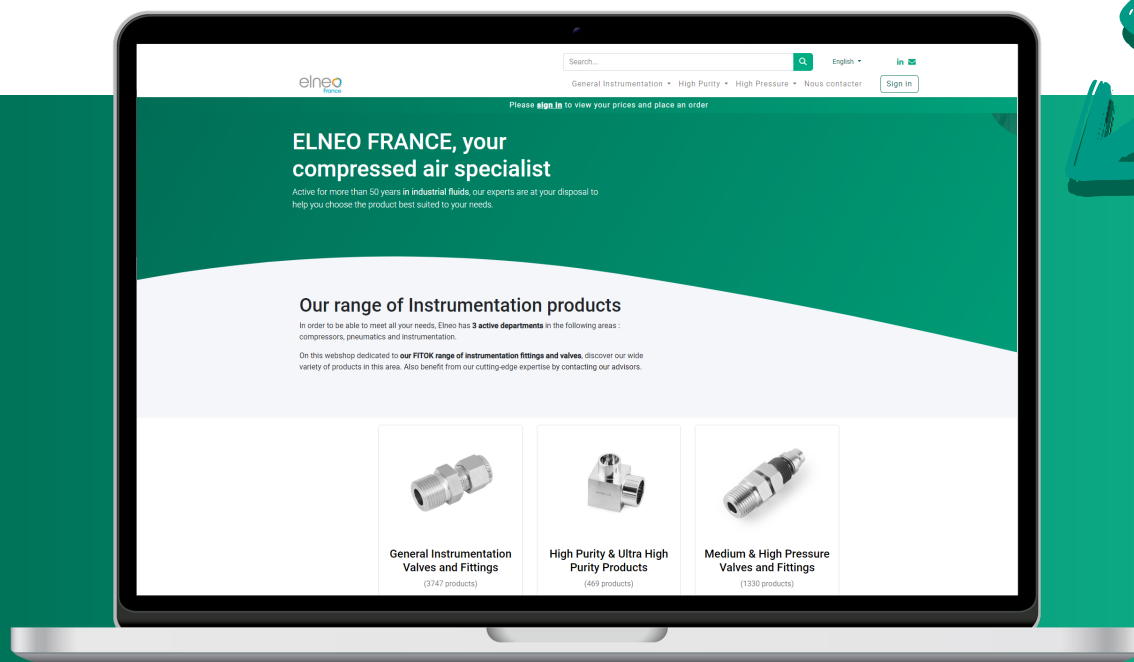 Search...
English
in
elneo
france
General Instrumentation
High Purity
High Pressure
Nous contacter
Sign in
Please sign in to view your prices and place an order
ELNEO FRANCE, your
compressed air specialist
Active for more than 50 years in industrial fluids, our experts are at your disposal to
help you choose the product best suited to your needs.
Our range of Instrumentation products
In order to be able to meet all your needs, Elneo has 3 active departments in the following areas :
compressors, pneumatics and instrumentation.
On this webshop dedicated to our FITOK range of instrumentation fittings and valves, discover our wide
variety of products in this area. Also benefit from our cutting-edge expertise by contacting our advisors.
General Instrumentation
Valves and Fittings
(3747 products)
High Purity & Ultra High
Purity Products
(469 products)
Medium & High Pressure
Valves and Fittings
(1330 products)